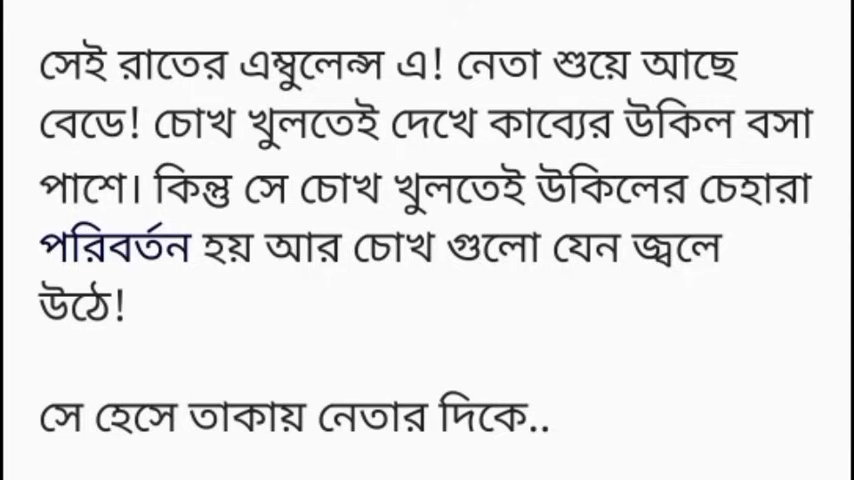 সেই রাতের এম্বুলেন্স এ! নেতা শুয়ে আছে
বেডে! চোখ খুলতেই দেখে কাব্যের উকিল বসা
পাশে। কিন্তু সে চোখ খুলতেই উকিলের চেহারা
পরিবর্তন হয় আর চোখ গুলো যেন জ্বলে
উঠে!
সে হেসে তাকায় নেতার দিকে..